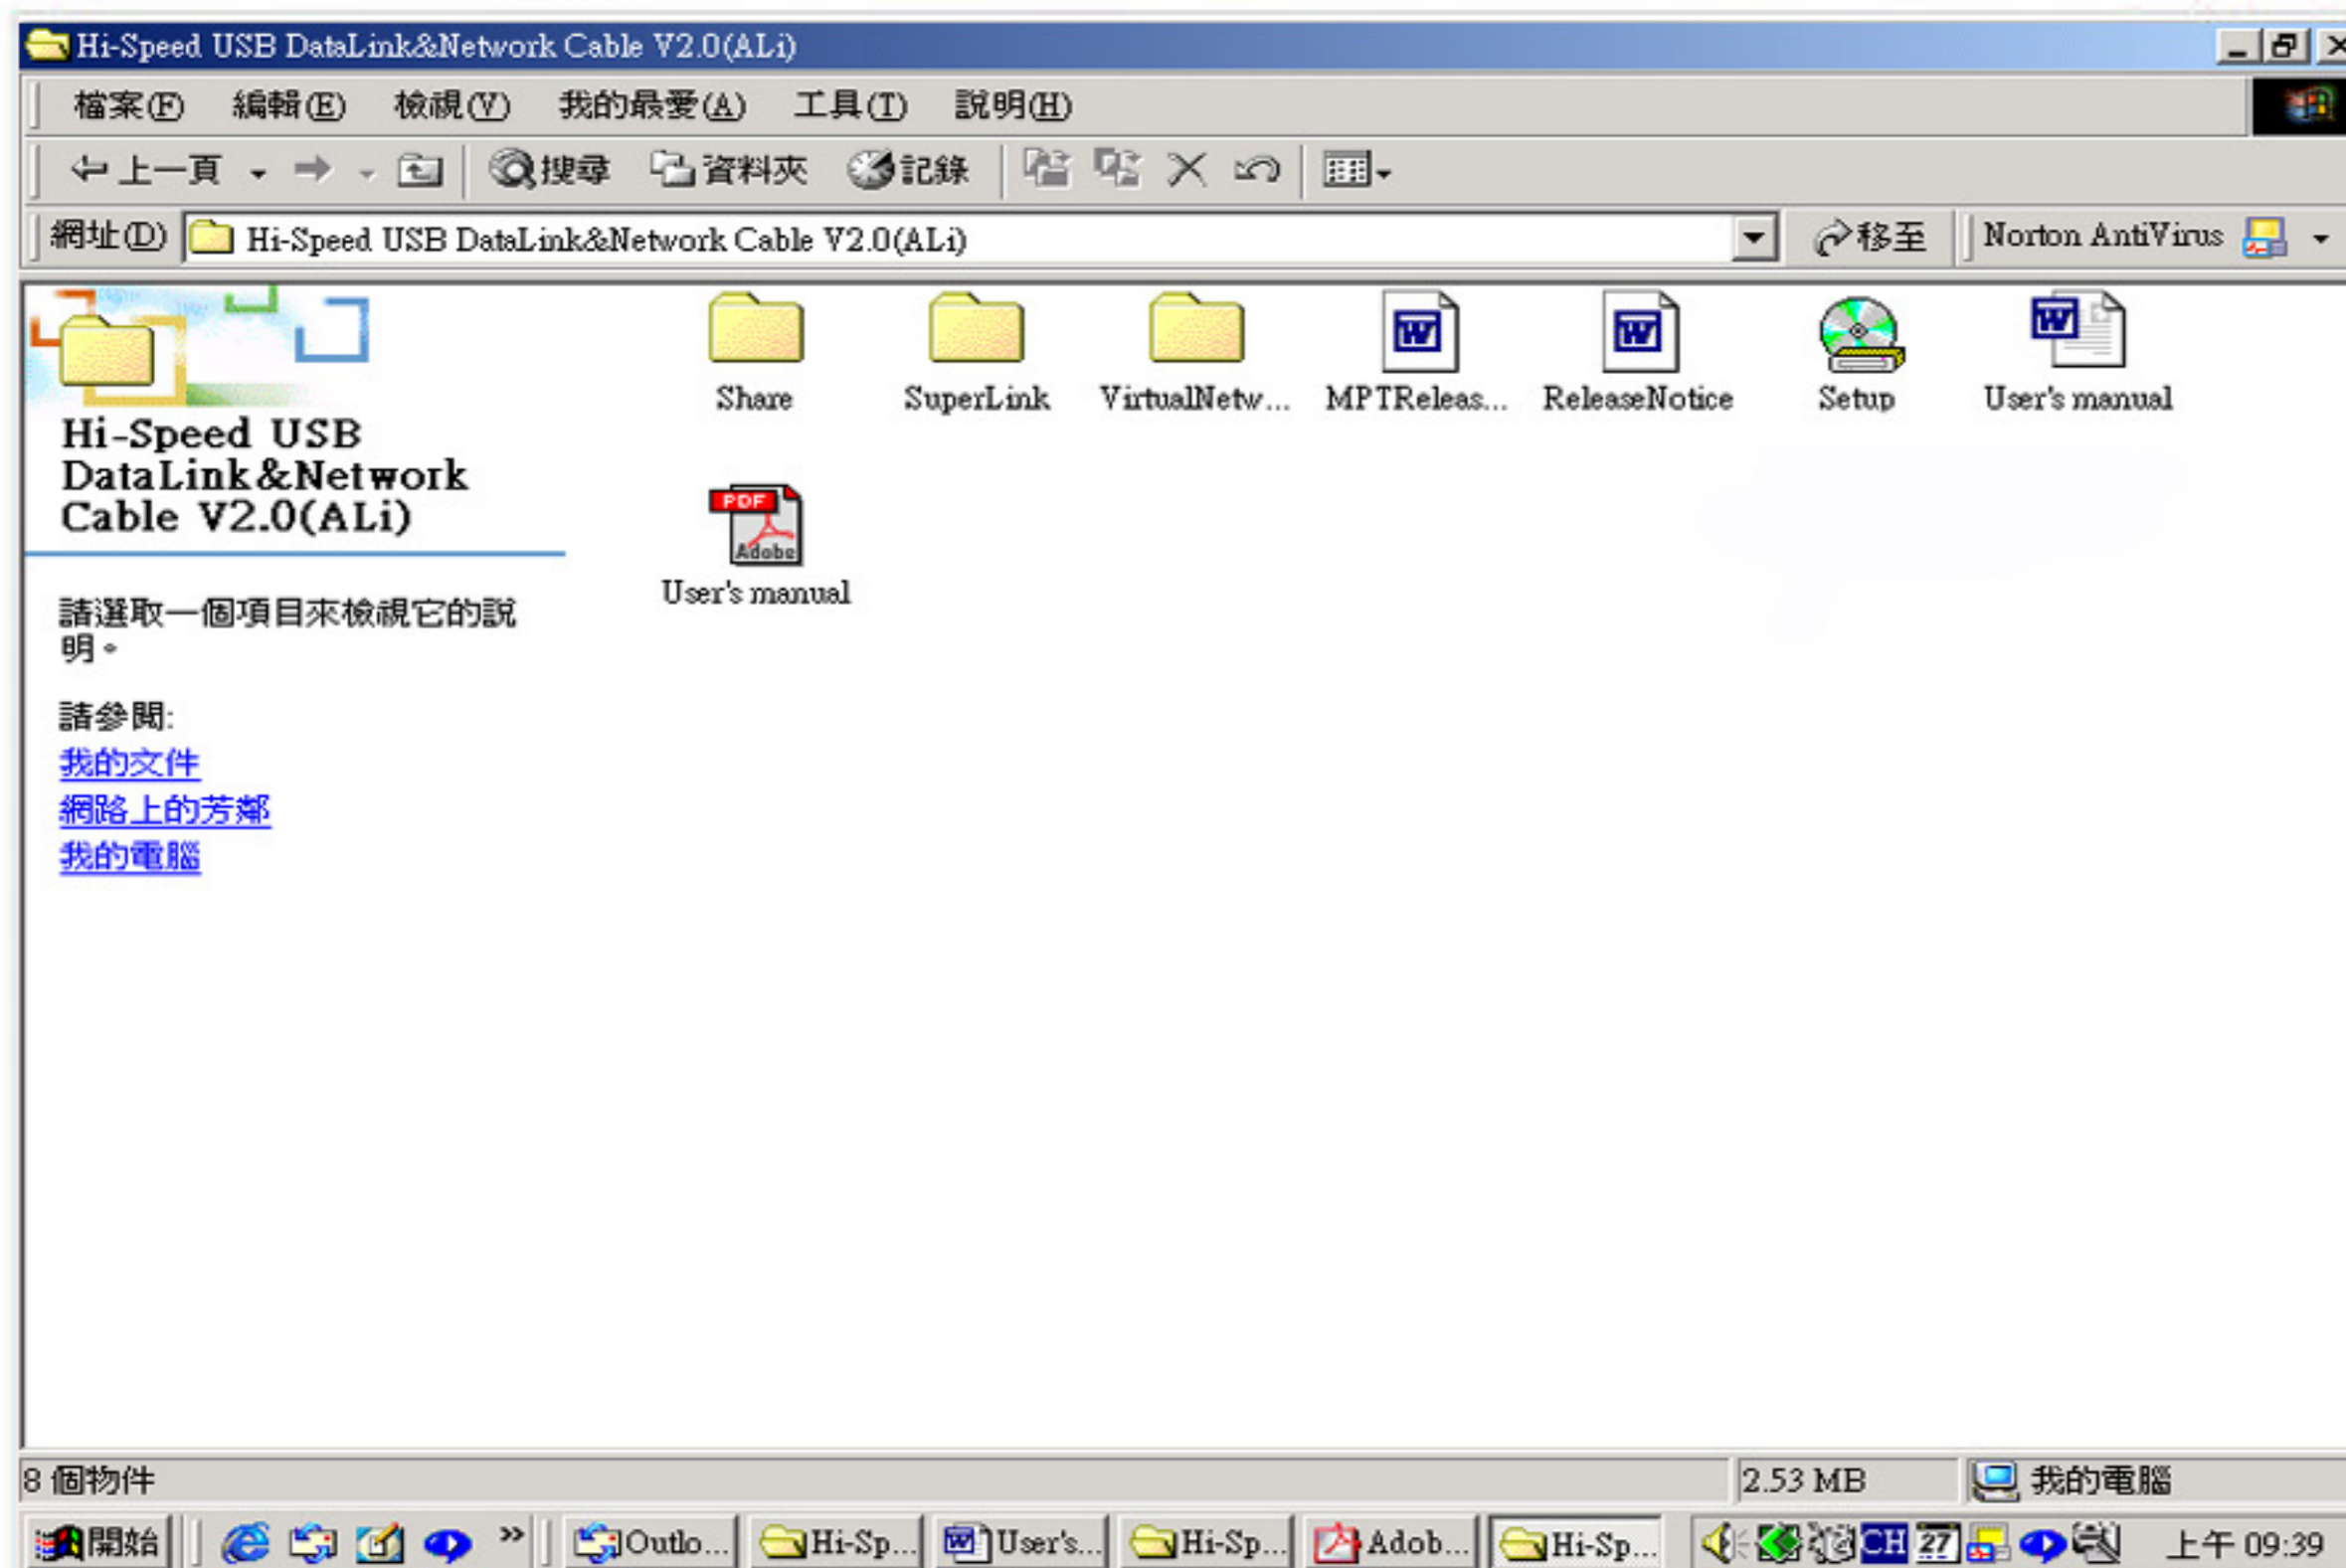 Hi-Speed USB DataLink&Network Cable V2.0(ALi)
檔案(F) 編輯(E) 檢視(V) 我的最愛(A) 工具(T) 說明(H)
上一頁 搜尋 資料夾 記錄
網址(D) Hi-Speed USB DataLink&Network Cable V2.0(ALi) 移至 Norton AntiVirus
Hi-Speed USB
DataLink&Network
Cable V2.0(ALi)
請選取一個項目來檢視它的說
明。
請參閱:
我的文件
網路上的芳鄰
我的電腦
Share SuperLink VirtualNetw... MPTReleas... ReleaseNotice Setup User's manual
PDF
Adobe
User's manual
8 個物件 2.53 MB 我的電腦
開始 » Outlo... Hi-Sp... User's... Hi-Sp... Adob... Hi-Sp... CH 27 上午 09:39